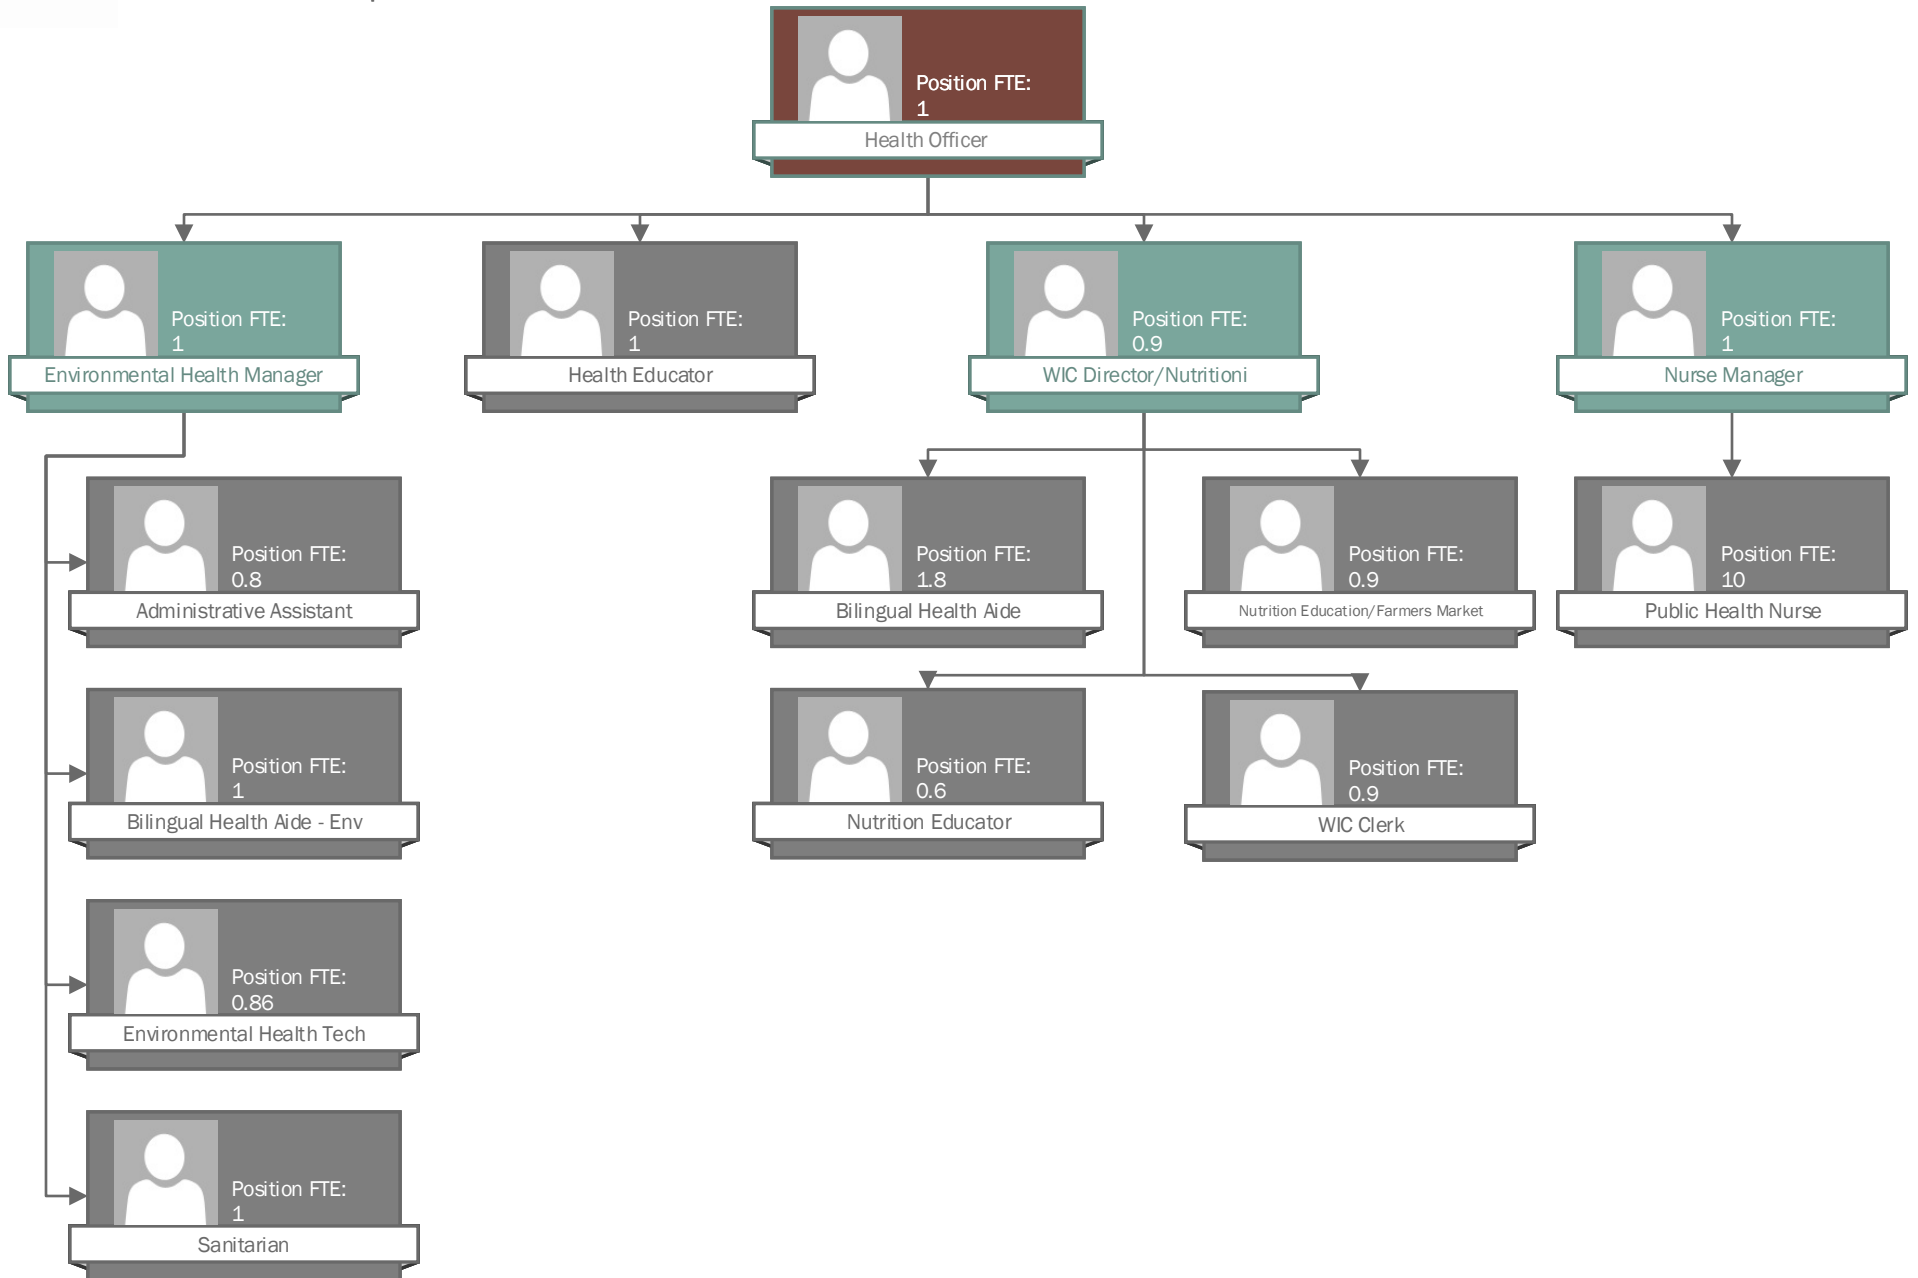 Position FTE:
1
Health Officer
Position FTE:
1
Environmental Health Manager
Position FTE:
1
Health Educator
Position FTE:
0.9
WIC Director/Nutritioni
Position FTE:
1
Nurse Manager
Position FTE:
0.8
Administrative Assistant
Position FTE:
1.8
Bilingual Health Aide
Position FTE:
0.9
Nutrition Education/Farmers Market
Position FTE:
10
Public Health Nurse
Position FTE:
1
Bilingual Health Aide - Env
Position FTE:
0.6
Nutrition Educator
Position FTE:
0.9
WIC Clerk
Position FTE:
0.86
Environmental Health Tech
Position FTE:
1
Sanitarian